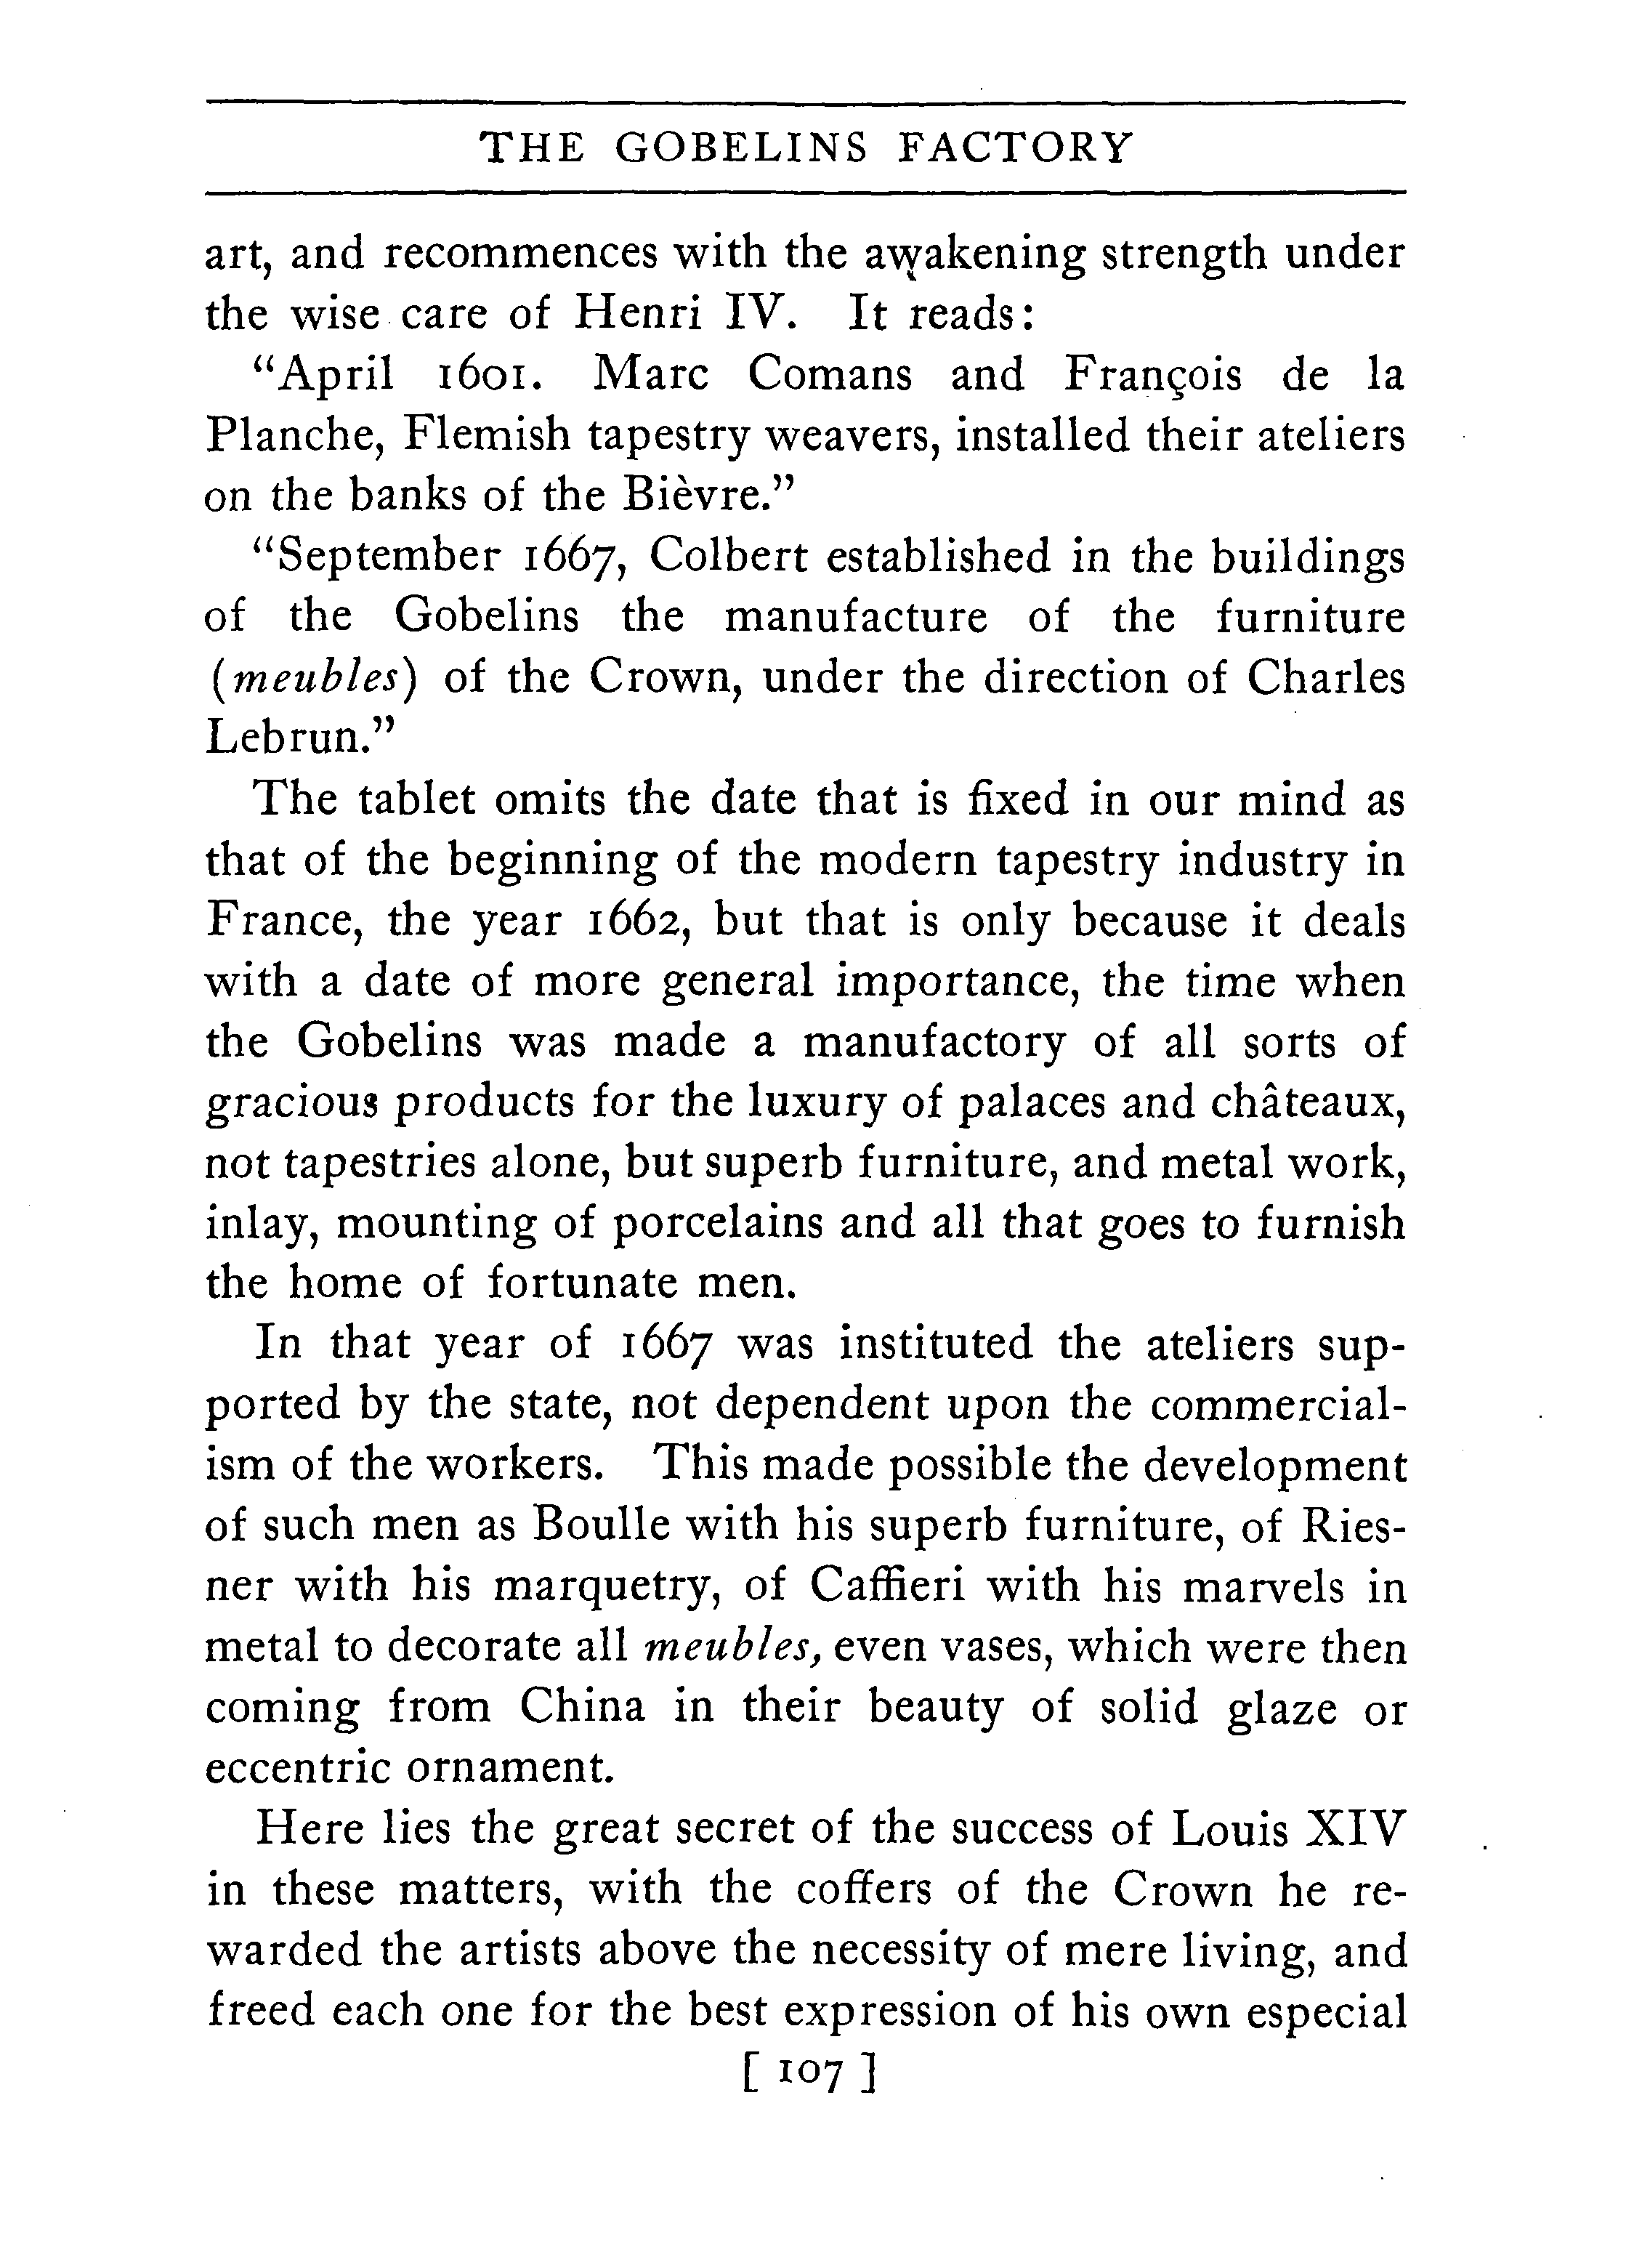 THE GOBELINS FACTORY
art, and recommences with the awakening strength under
the wise care of Henri IV. It reads:
"April 1601. Marc Comans and François de la
Planche, Flemish tapestry weavers, installed their ateliers
on the banks of the Bièvre."
"September 1667, Colbert established in the buildings
of the Gobelins the manufacture of the furniture
(meubles) of the Crown, under the direction of Charles
Lebrun."
The tablet omits the date that is fixed in our mind as
that of the beginning of the modern tapestry industry in
France, the year 1662, but that is only because it deals
with a date of more general importance, the time when
the Gobelins was made a manufactory of all sorts of
gracious products for the luxury of palaces and châteaux,
not tapestries alone, but superb furniture, and metal work,
inlay, mounting of porcelains and all that goes to furnish
the home of fortunate men.
In that year of 1667 was instituted the ateliers sup-
ported by the state, not dependent upon the commercial-
ism of the workers. This made possible the development
of such men as Boulle with his superb furniture, of Ries-
ner with his marquetry, of Caffieri with his marvels in
metal to decorate all meubles, even vases, which were then
coming from China in their beauty of solid glaze or
eccentric ornament.
Here lies the great secret of the success of Louis XIV
in these matters, with the coffers of the Crown he re-
warded the artists above the necessity of mere living, and
freed each one for the best expression of his own especial
[ 107 ]